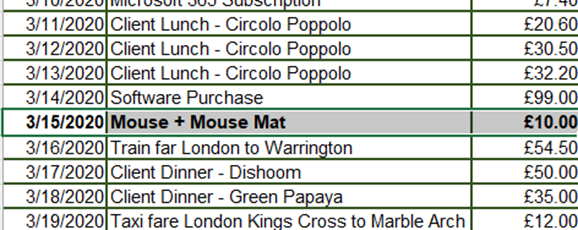 3/10/2020 Microsoft 365 Subscription £7.40
3/11/2020 Client Lunch - Circolo Poppolo £20.60
3/12/2020 Client Lunch - Circolo Poppolo £30.50
3/13/2020 Client Lunch - Circolo Poppolo £32.20
3/14/2020 Software Purchase £99.00
3/15/2020 Mouse + Mouse Mat £10.00
3/16/2020 Train far London to Warrington £54.50
3/17/2020 Client Dinner - Dishoom £50.00
3/18/2020 Client Dinner - Green Papaya £35.00
3/19/2020 Taxi fare London Kings Cross to Marble Arch £12.00